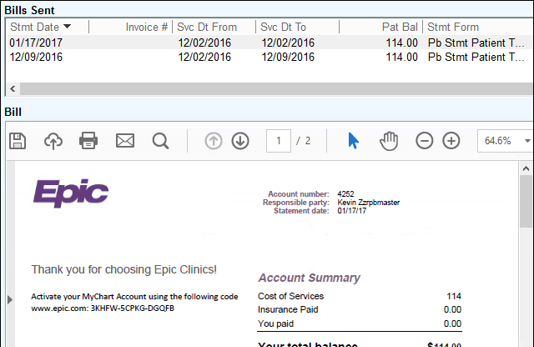 Bills Sent
Stmt Date Invoice # Svc Dt From Svc Dt To Pat Bal Stmt Form
01/17/2017 12/02/2016 12/02/2016 114.00 Pb Stmt Patient T...
12/09/2016 12/02/2016 12/02/2016 114.00 Pb Stmt Patient T...
Bill
1 / 2 64.6%
Epic
Account number: 4252
Responsible party: Kevin Zzrpbmaster
Statement date: 01/17/17
Thank you for choosing Epic Clinics!
Activate your MyChart Account using the following code
www.epic.com: 3KHFW-5CPKG-DGQFB
Account Summary
Cost of Services 114
Insurance Paid 0.00
You paid 0.00
Your total balance $114.00